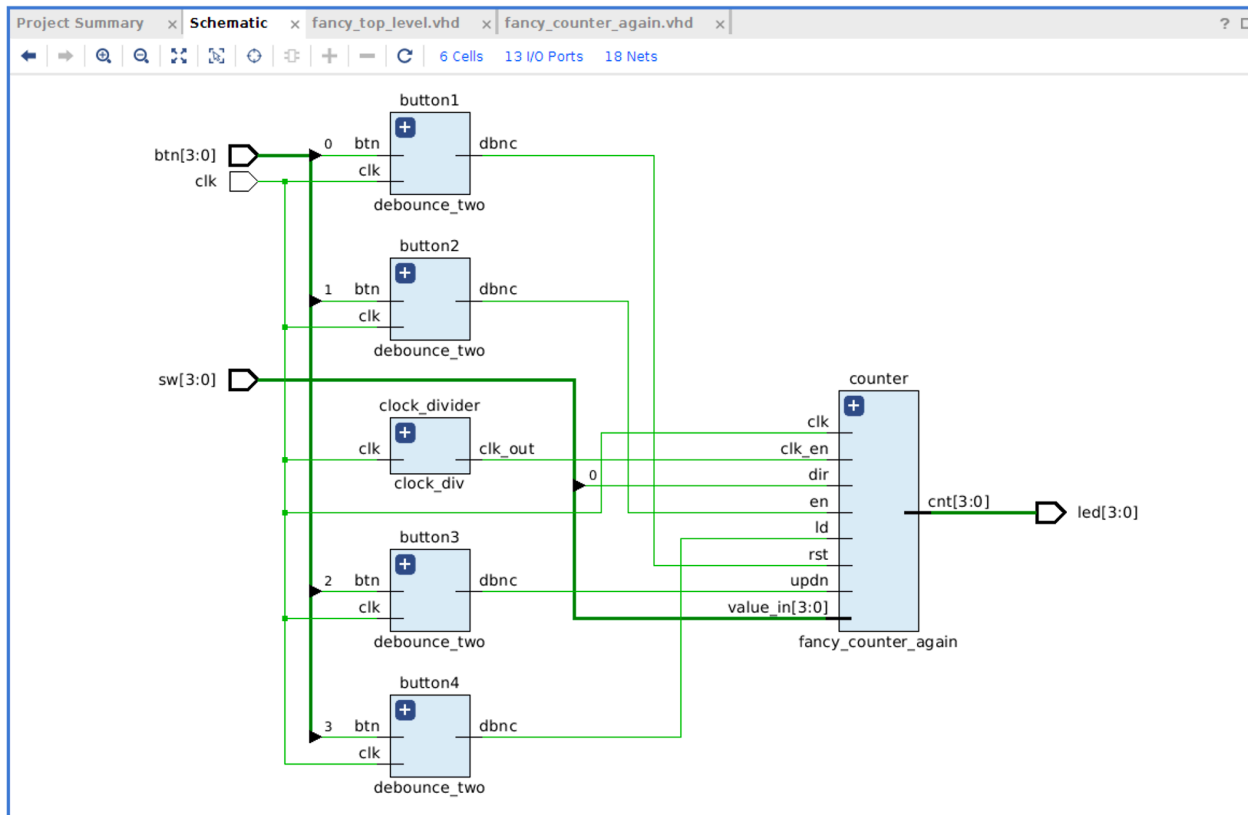 Project Summary × Schematic × fancy_top_level.vhd × fancy_counter_again.vhd × ?
6 Cells 13 I/O Ports 18 Nets
button1
btn[3:0] 0 btn dbnc
clk clk
debounce_two
button2
1 btn dbnc
clk
debounce_two
sw[3:0]
clock_divider
clk clk_out
clock_div
button3
2 btn dbnc
clk
debounce_two
button4
3 btn dbnc
clk
debounce_two
counter
clk
clk_en
0 dir
en
ld
rst
updn
value_in[3:0]
cnt[3:0] led[3:0]
fancy_counter_again